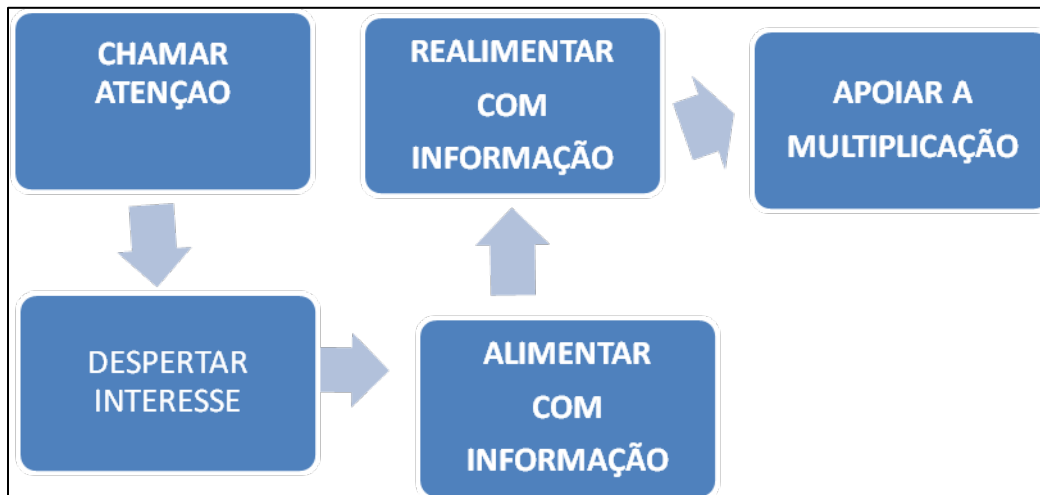 CHAMAR
ATENÇAO
DESPERTAR
INTERESSE
ALIMENTAR
COM
INFORMAÇÃO
REALIMENTAR
COM
INFORMAÇÃO
APOIAR A
MULTIPLICAÇÃO